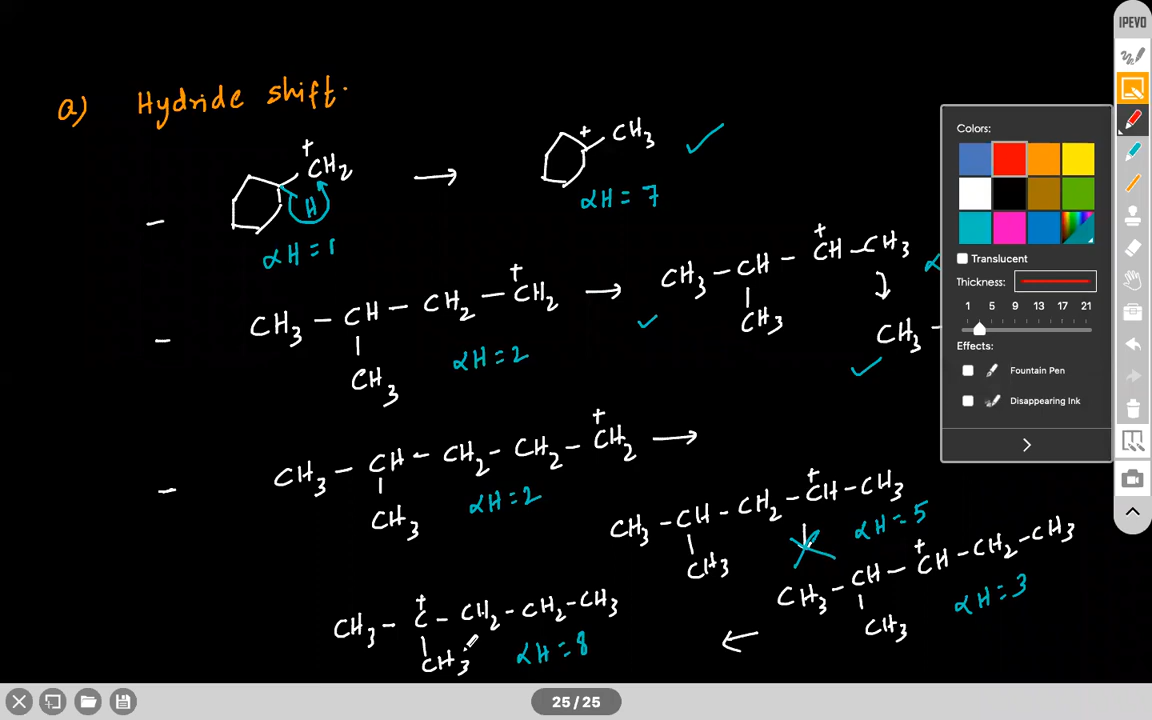 IPEVO
a) Hydride shift.
+
CH2
H
αH = 1
→
+
CH3
αH = 7
- CH3 - CH - CH2 - CH2
+
CH3
αH = 2
→
CH3 - CH - CH - CH3
+
CH3
α
CH3 -
- CH3 - CH - CH2 - CH2 - CH2 →
+
CH3
αH = 2
CH3 - CH - CH2 - CH - CH3
+
CH3
αH = 5
CH3 - CH - CH - CH2 - CH3
+
CH3
αH = 3
←
CH3 - C - CH2 - CH2 - CH3
+
CH3
αH = 8
Colors:
Translucent
Thickness:
1 5 9 13 17 21
Effects:
Fountain Pen
Disappearing Ink
25 / 25